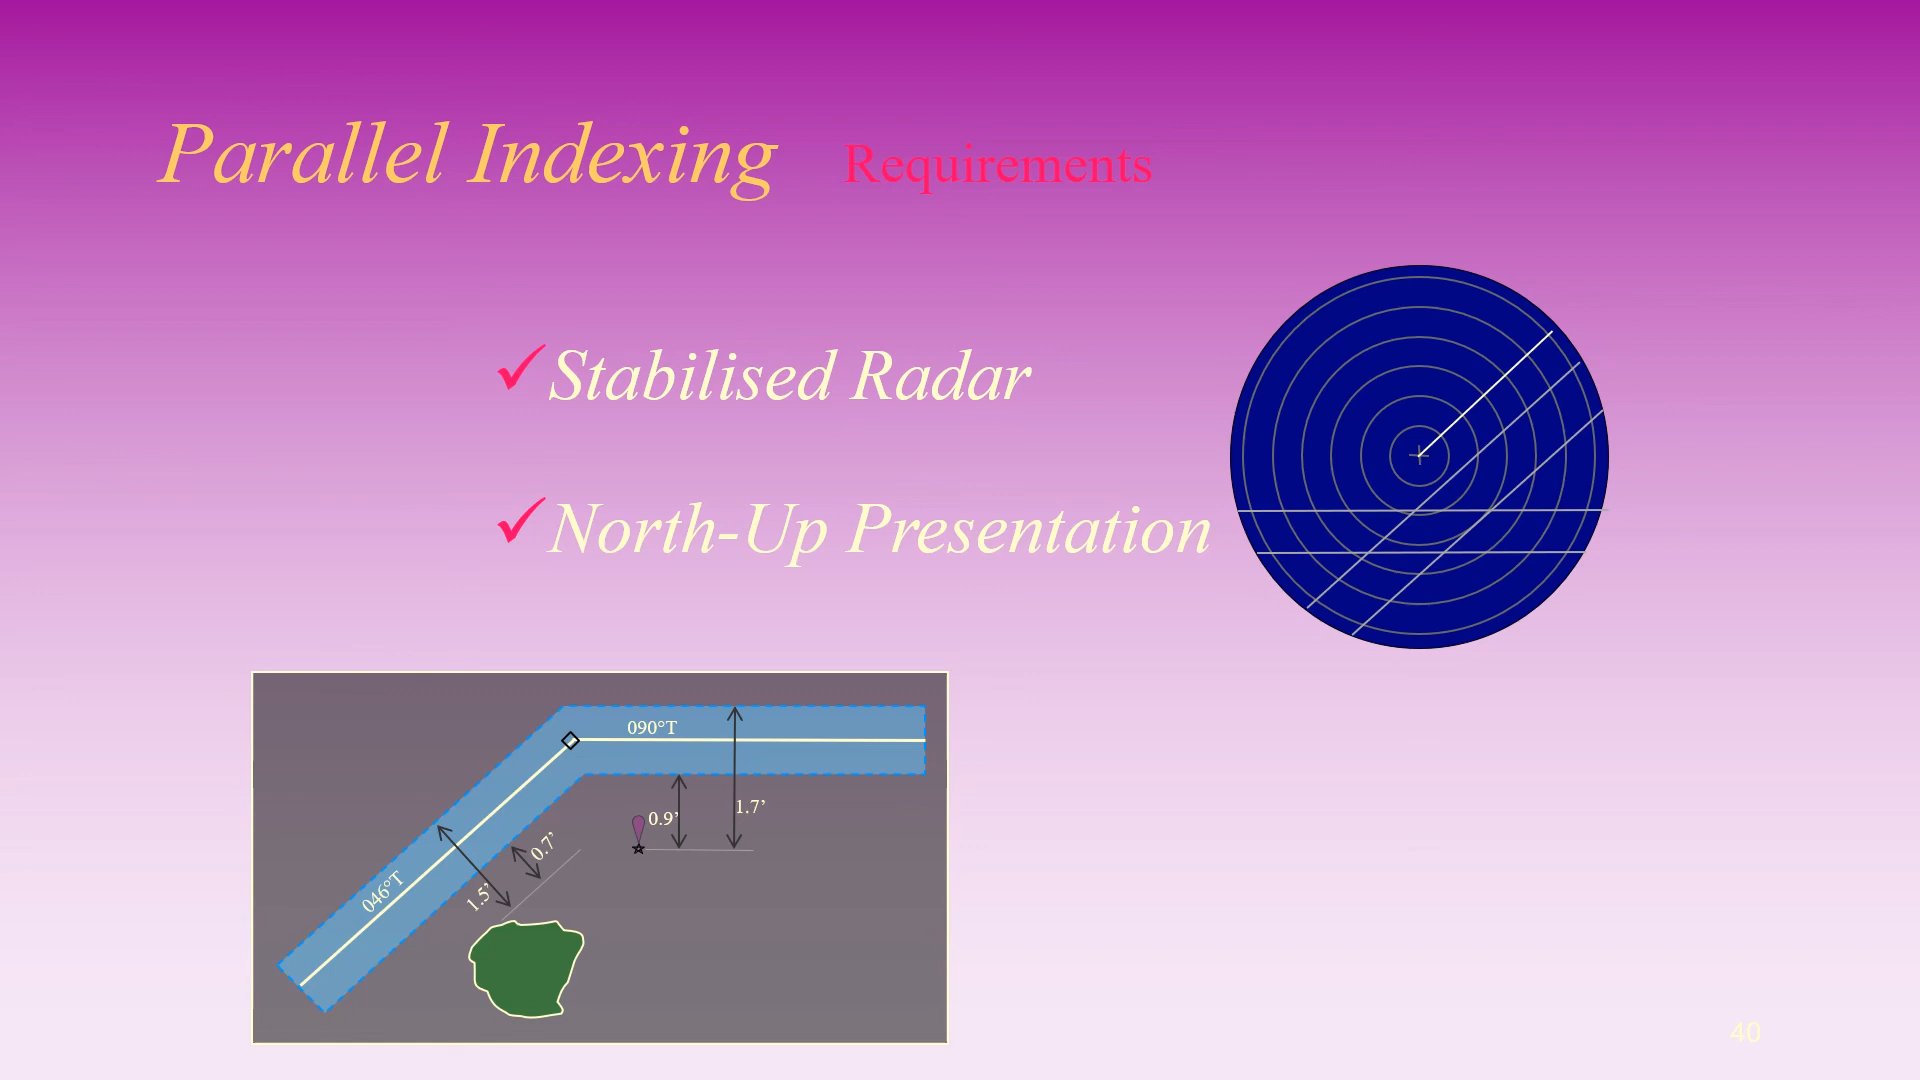 Parallel Indexing Requirements
✓Stabilised Radar
✓North-Up Presentation
090°T
1.7’
0.9’
0.7’
046°T
1.5’
40